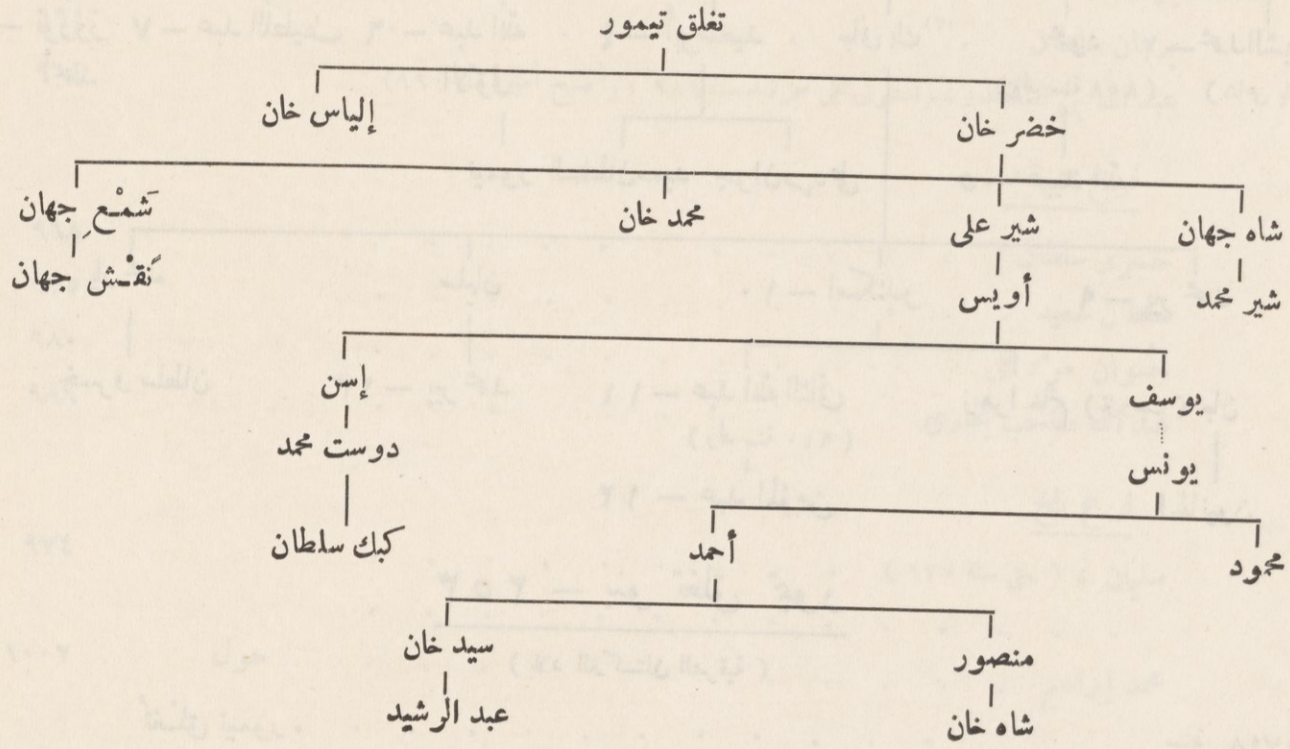 تغلق تيمور
خضر خان إلياس خان
شاه جهان شير على محمد خان شَمْعِ جهان
شير محمد أويس نَقْش جهان
يوسف إسن
يونس دوست محمد
محمود أحمد كبك سلطان
منصور سيد خان
شاه خان عبد الرشيد